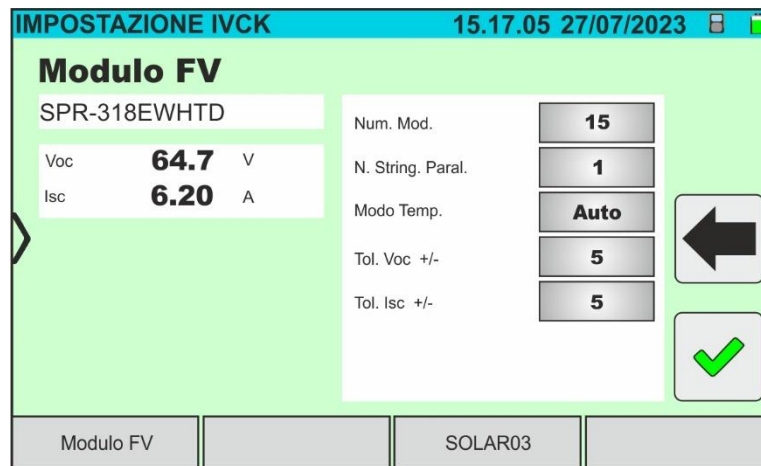 IMPOSTAZIONE IVCK 15.17.05 27/07/2023
Modulo FV
SPR-318EWHTD
Voc 64.7 V
Isc 6.20 A
Num. Mod. 15
N. String. Paral. 1
Modo Temp. Auto
Tol. Voc +/- 5
Tol. Isc +/- 5
Modulo FV
SOLAR03